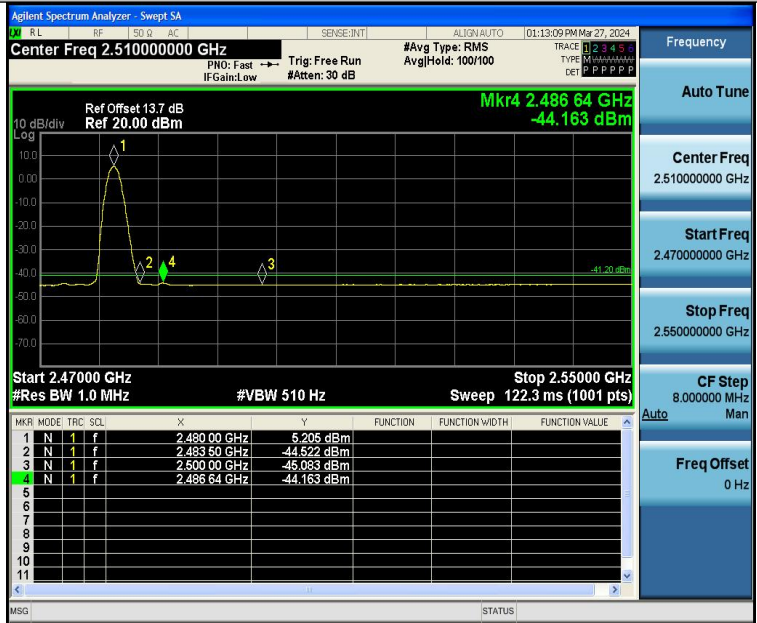 Agilent Spectrum Analyzer - Swept SA
LXI RL RF 50 Ω AC SENSE:INT ALIGN AUTO 01:13:09 PM Mar 27, 2024
Center Freq 2.510000000 GHz
PNO: Fast
IFGain:Low
Trig: Free Run
#Atten: 30 dB
#Avg Type: RMS
Avg|Hold: 100/100
TRACE 1 2 3 4 5 6
TYPE MWWWWW
DET P P P P P P
Frequency
Auto Tune
Center Freq
2.510000000 GHz
Start Freq
2.470000000 GHz
Stop Freq
2.550000000 GHz
CF Step
8.000000 MHz
Auto Man
Freq Offset
0 Hz
Mkr4 2.486 64 GHz
-44.163 dBm
Ref Offset 13.7 dB
10 dB/div Ref 20.00 dBm
Log
10.0
0.00
-10.0
-20.0
-30.0
-40.0
-50.0
-60.0
-70.0
1
2
4
3
-41.20 dBm
Start 2.47000 GHz Stop 2.55000 GHz
#Res BW 1.0 MHz #VBW 510 Hz Sweep 122.3 ms (1001 pts)
MKR MODE TRC SCL X Y FUNCTION FUNCTION WIDTH FUNCTION VALUE
1 N 1 f 2.480 00 GHz 5.205 dBm
2 N 1 f 2.483 50 GHz -44.522 dBm
3 N 1 f 2.500 00 GHz -45.083 dBm
4 N 1 f 2.486 64 GHz -44.163 dBm
5
6
7
8
9
10
11
MSG STATUS